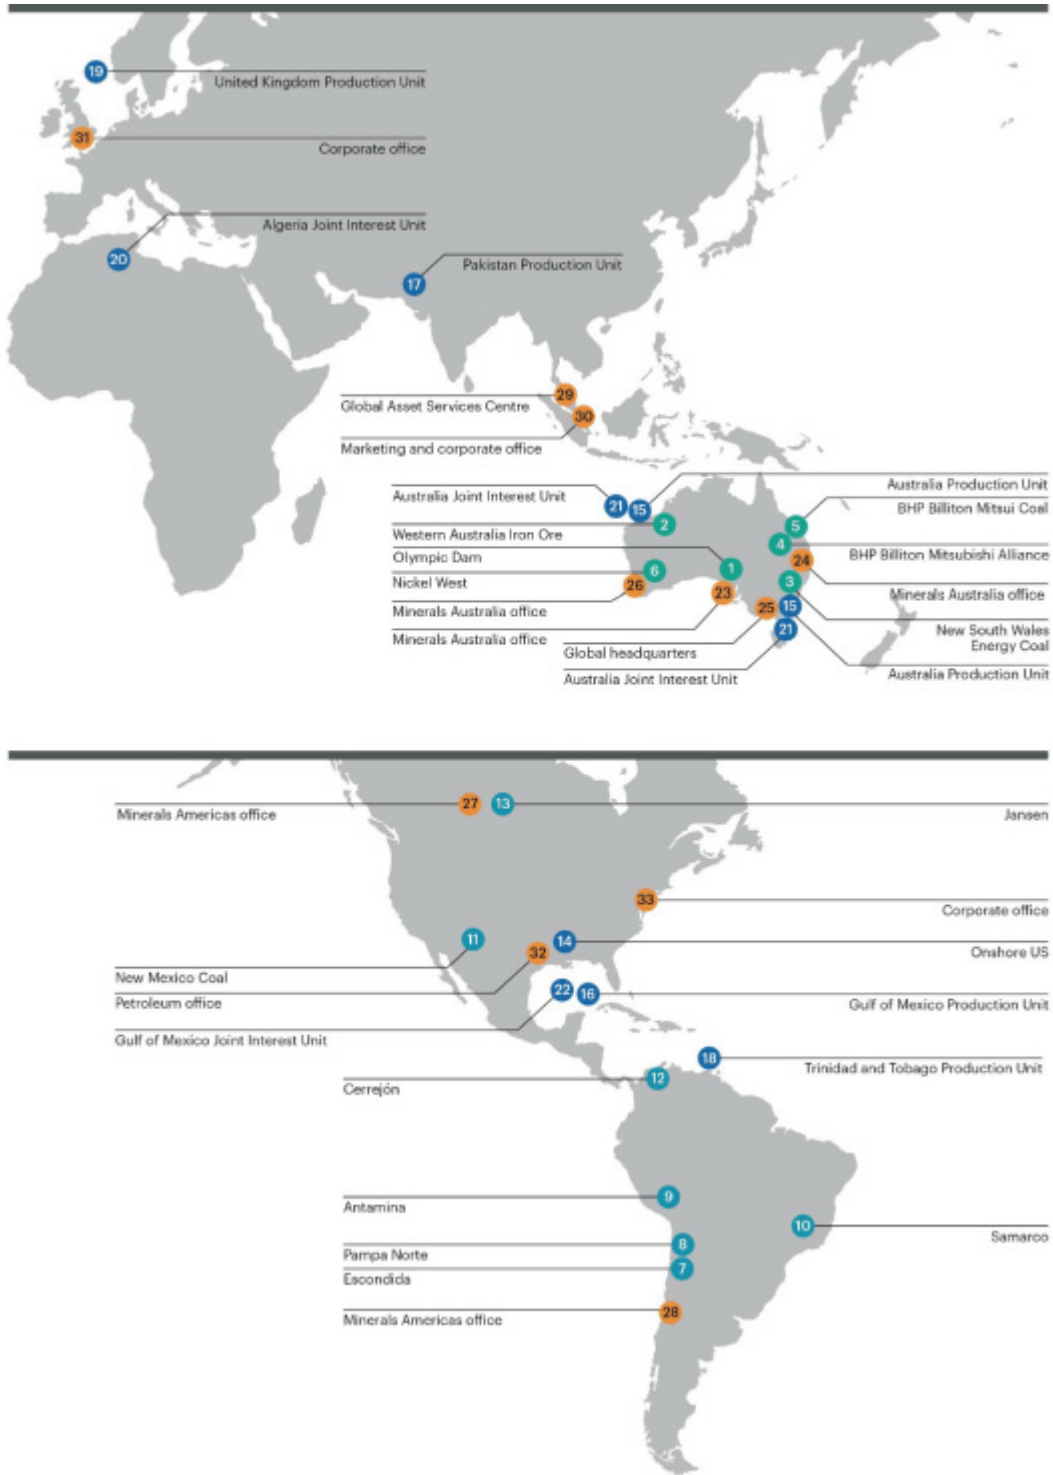 19
United Kingdom Production Unit
31
Corporate office
Algeria Joint Interest Unit
20
Pakistan Production Unit
17
29
Global Asset Services Centre
30
Marketing and corporate office
Australia Production Unit
Australia Joint Interest Unit
21
15
BHP Billiton Mitsui Coal
5
2
Western Australia Iron Ore
4
BHP Billiton Mitsubishi Alliance
Olympic Dam
24
1
6
Nickel West
3
26
23
Minerals Australia office
Minerals Australia office
25
15
New South Wales
Energy Coal
21
Minerals Australia office
Global headquarters
Australia Production Unit
Australia Joint Interest Unit
27
13
Minerals Americas office
Jansen
33
Corporate office
11
14
32
Onshore US
New Mexico Coal
22
16
Petroleum office
Gulf of Mexico Production Unit
Gulf of Mexico Joint Interest Unit
18
Trinidad and Tobago Production Unit
12
Cerrejón
9
Antamina
10
Samarco
8
Pampa Norte
7
Escondida
28
Minerals Americas office